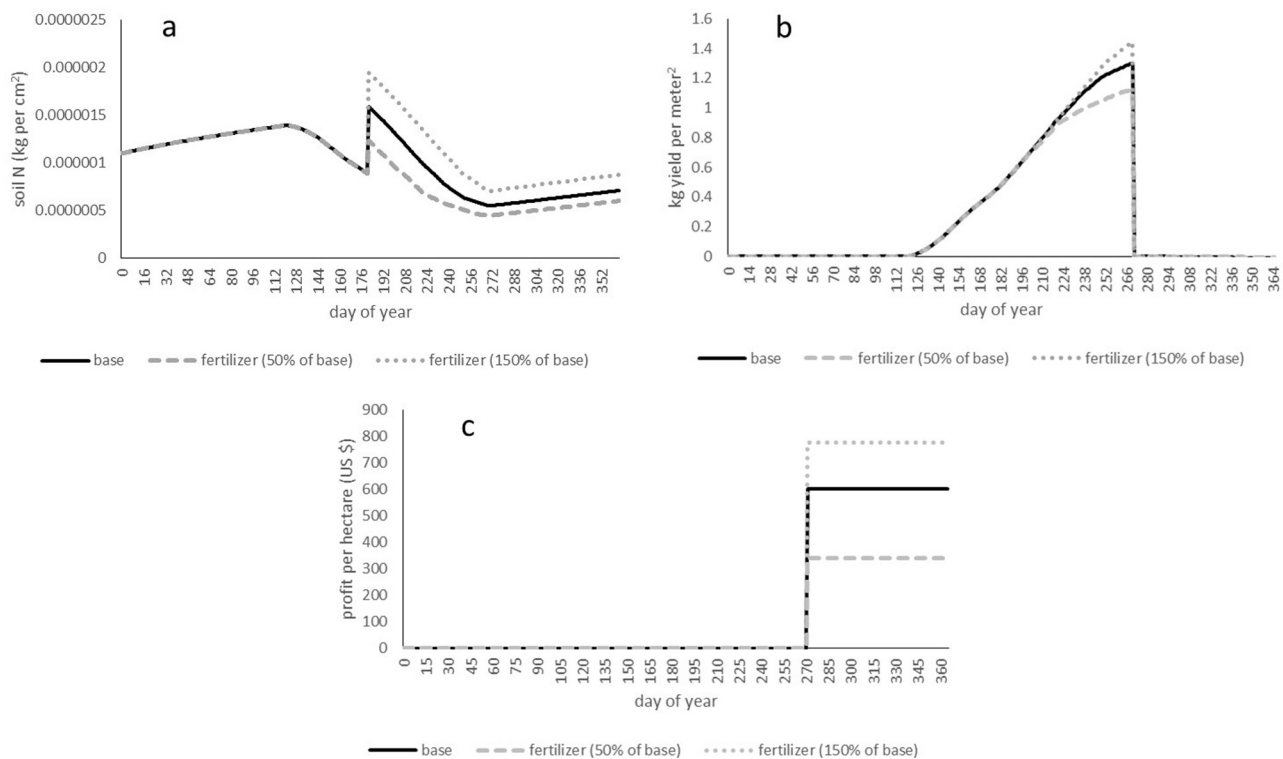 a
soil N (kg per cm²)
0.0000025
0.000002
0.0000015
0.000001
0.0000005
0
0 16 32 48 64 80 96 112 128 144 160 176 192 208 224 240 256 272 288 304 320 336 352
day of year
base fertilizer (50% of base) fertilizer (150% of base)
b
kg yield per meter²
1.6
1.4
1.2
1
0.8
0.6
0.4
0.2
0
0 14 28 42 56 70 84 98 112 126 140 154 168 182 196 210 224 238 252 266 280 294 308 322 336 350 364
day of year
base fertilizer (50% of base) fertilizer (150% of base)
c
profit per hectare (US $)
900
800
700
600
500
400
300
200
100
0
0 15 30 45 60 75 90 105 120 135 150 165 180 195 210 225 240 255 270 285 300 315 330 345 360
day of year
base fertilizer (50% of base) fertilizer (150% of base)